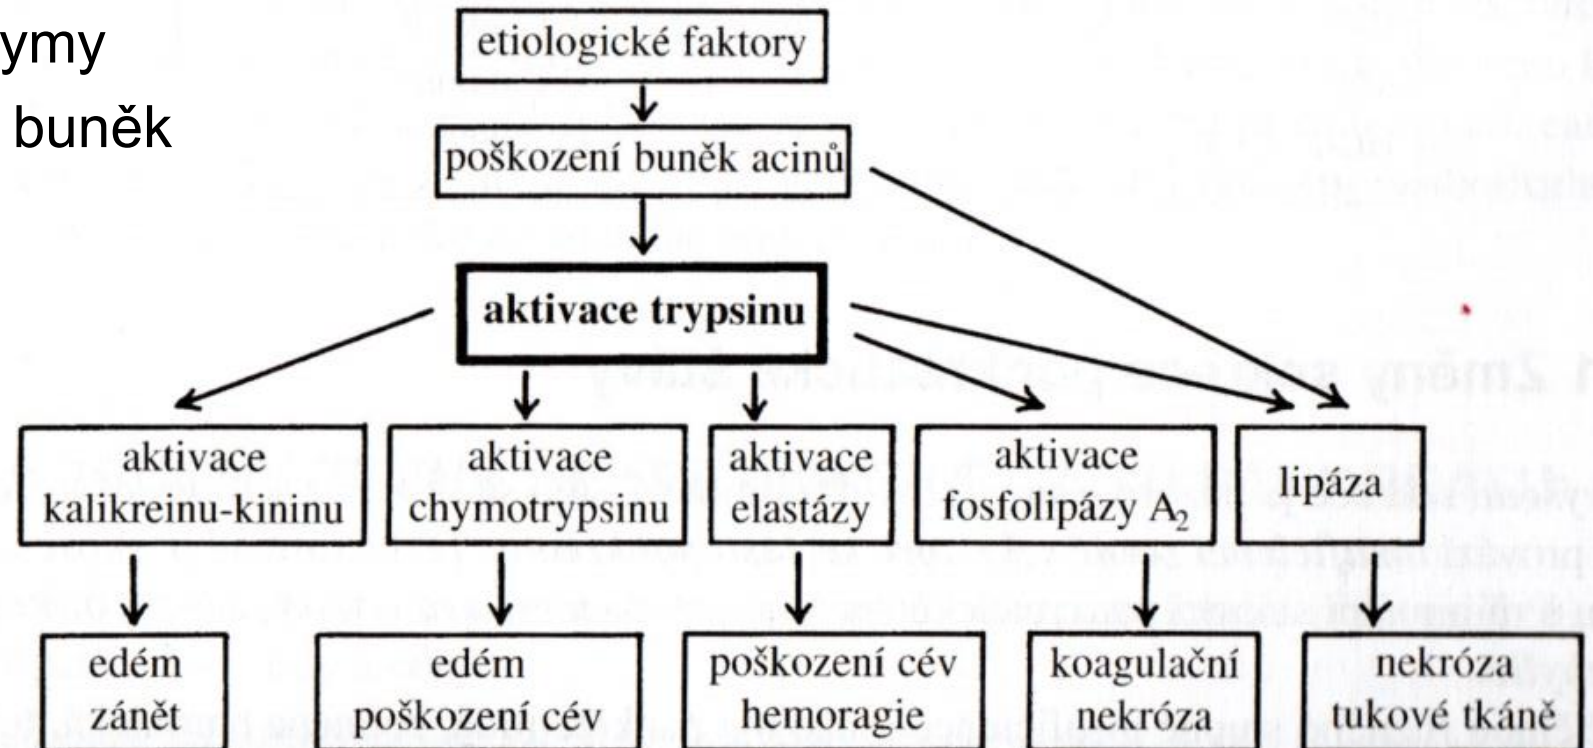 ymy
buněk
etiologické faktory
poškození buněk acinů
aktivace trypsinu
aktivace
kalikreinu-kininu
aktivace
chymotrypsinu
aktivace
elastázy
aktivace
fosfolipázy A₂
lipáza
edém
zánět
edém
poškození cév
poškození cév
hemoragie
koagulační
nekróza
nekróza
tukové tkáně